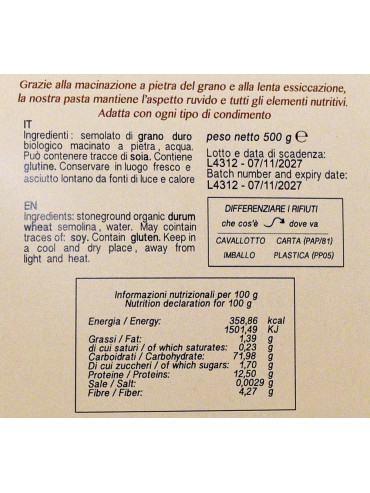 Grazie alla macinazione a pietra del grano e alla lenta essiccazione,
la nostra pasta mantiene l'aspetto ruvido e tutti gli elementi nutritivi.
Adatta con ogni tipo di condimento
IT
Ingredienti: semolato di grano duro
biologico macinato a pietra, acqua.
Può contenere tracce di soia. Contiene
glutine. Conservare in luogo fresco e
asciutto lontano da fonti di luce e calore
EN
Ingredients: stoneground organic durum
wheat semolina, water. May cointain
traces of: soy. Contain gluten. Keep in
a cool and dry place, away from
light and heat.
peso netto 500 g ℮
Lotto e data di scadenza:
L4312 - 07/11/2027
Batch number and expiry date:
L4312 - 07/11/2027
DIFFERENZIARE I RIFIUTI
che cos'è dove va
CAVALLOTTO CARTA (PAP/81)
IMBALLO PLASTICA (PP05)
Informazioni nutrizionali per 100 g
Nutrition declaration for 100 g:
Energia / Energy: 358,86 kcal
1501,49 KJ
Grassi / Fat: 1,39 g
di cui saturi / of which saturates: 0,23 g
Carboidrati / Carbohydrate: 71,98 g
Di cui zuccheri / of which sugars: 1,70 g
Proteine / Proteins: 12,50 g
Sale / Salt: 0,0029 g
Fibre / Fiber: 4,27 g